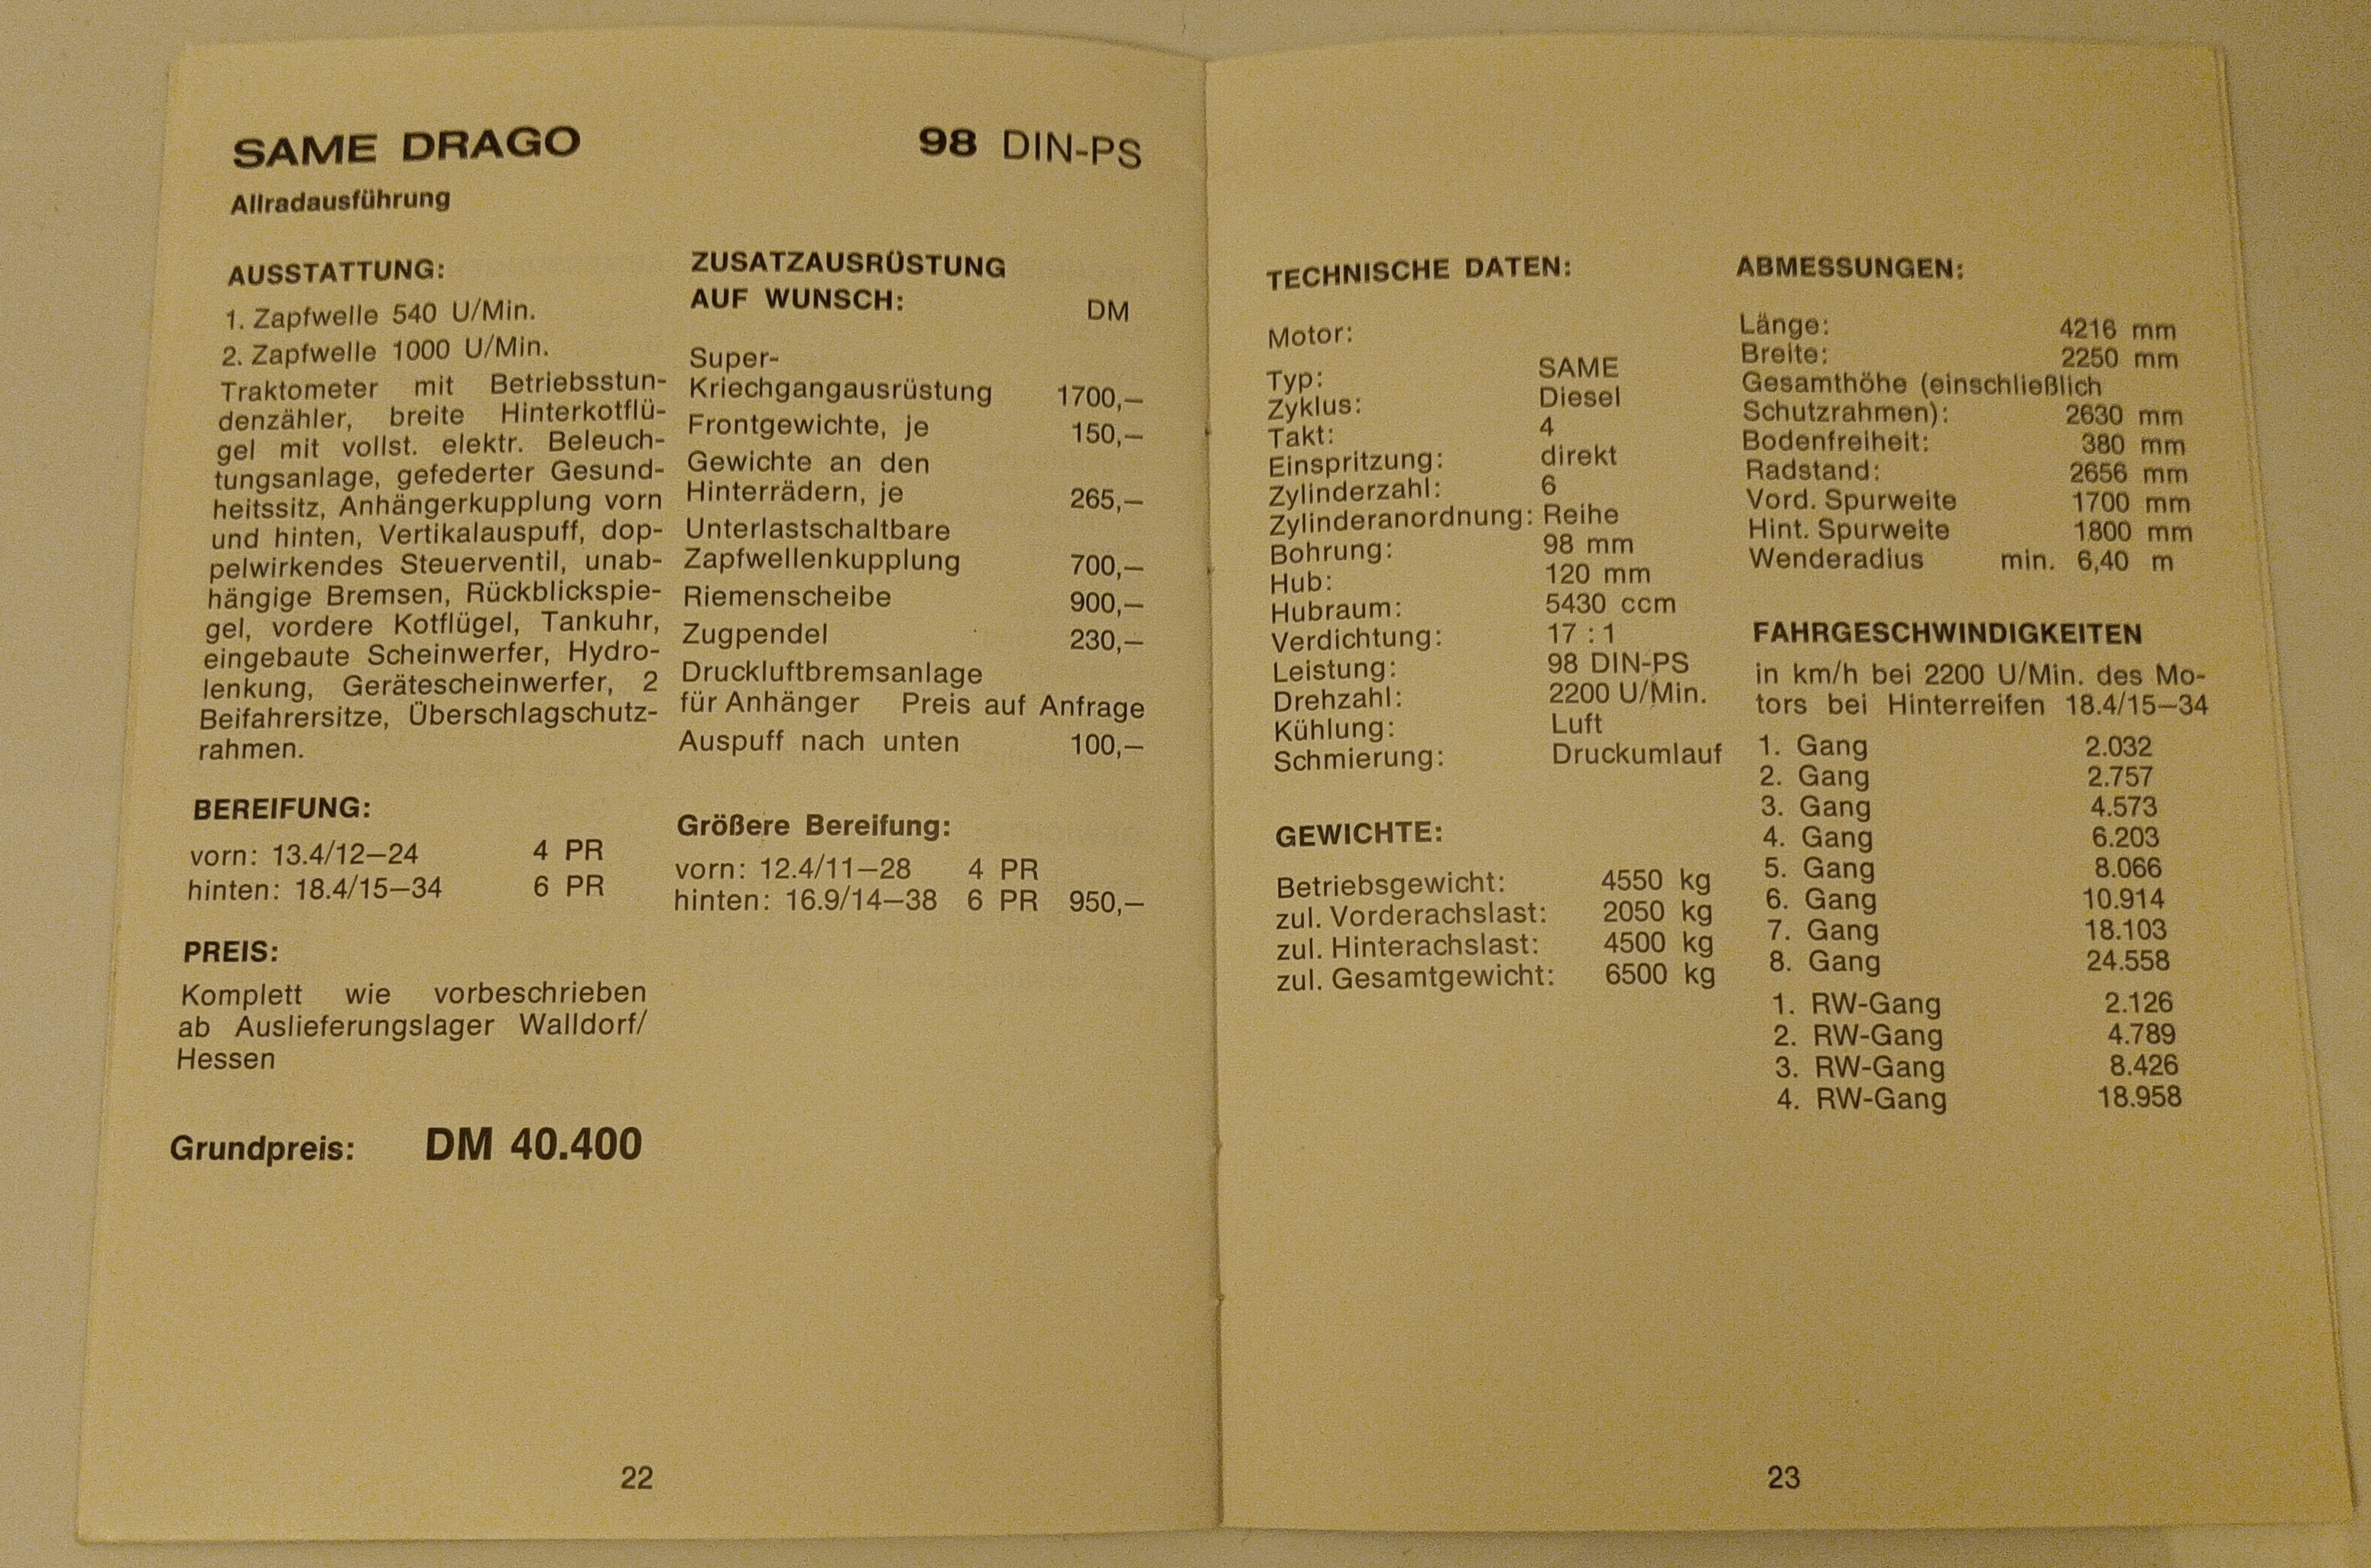 SAME DRAGO 98 DIN-PS
Allradausführung
AUSSTATTUNG:
1. Zapfwelle 540 U/Min.
2. Zapfwelle 1000 U/Min.
Traktometer mit Betriebsstun-
denzähler, breite Hinterkotflü-
gel mit vollst. elektr. Beleuch-
tungsanlage, gefederter Gesund-
heitssitz, Anhängerkupplung vorn
und hinten, Vertikalauspuff, dop-
pelwirkendes Steuerventil, unab-
hängige Bremsen, Rückblickspie-
gel, vordere Kotflügel, Tankuhr,
eingebaute Scheinwerfer, Hydro-
lenkung, Gerätescheinwerfer, 2
Beifahrersitze, Überschlagschutz-
rahmen.
BEREIFUNG:
vorn: 13.4/12—24 4 PR
hinten: 18.4/15—34 6 PR
PREIS:
Komplett wie vorbeschrieben
ab Auslieferungslager Walldorf/
Hessen
Grundpreis: DM 40.400
ZUSATZAUSRÜSTUNG
AUF WUNSCH:
DM
Super-
Kriechgangausrüstung 1700,—
Frontgewichte, je 150,—
Gewichte an den
Hinterrädern, je 265,—
Unterlastschaltbare
Zapfwellenkupplung 700,—
Riemenscheibe 900,—
Zugpendel 230,—
Druckluftbremsanlage
für Anhänger Preis auf Anfrage
Auspuff nach unten 100,—
Größere Bereifung:
vorn: 12.4/11—28 4 PR
hinten: 16.9/14—38 6 PR 950,—
22
TECHNISCHE DATEN:
Motor:
Typ: SAME
Zyklus: Diesel
Takt: 4
Einspritzung: direkt
Zylinderzahl: 6
Zylinderanordnung: Reihe
Bohrung: 98 mm
Hub: 120 mm
Hubraum: 5430 ccm
Verdichtung: 17 : 1
Leistung: 98 DIN-PS
Drehzahl: 2200 U/Min.
Kühlung: Luft
Schmierung: Druckumlauf
GEWICHTE:
Betriebsgewicht: 4550 kg
zul. Vorderachslast: 2050 kg
zul. Hinterachslast: 4500 kg
zul. Gesamtgewicht: 6500 kg
ABMESSUNGEN:
Länge: 4216 mm
Breite: 2250 mm
Gesamthöhe (einschließlich
Schutzrahmen): 2630 mm
Bodenfreiheit: 380 mm
Radstand: 2656 mm
Vord. Spurweite 1700 mm
Hint. Spurweite 1800 mm
Wenderadius min. 6,40 m
FAHRGESCHWINDIGKEITEN
in km/h bei 2200 U/Min. des Mo-
tors bei Hinterreifen 18.4/15—34
1. Gang 2.032
2. Gang 2.757
3. Gang 4.573
4. Gang 6.203
5. Gang 8.066
6. Gang 10.914
7. Gang 18.103
8. Gang 24.558
1. RW-Gang 2.126
2. RW-Gang 4.789
3. RW-Gang 8.426
4. RW-Gang 18.958
23